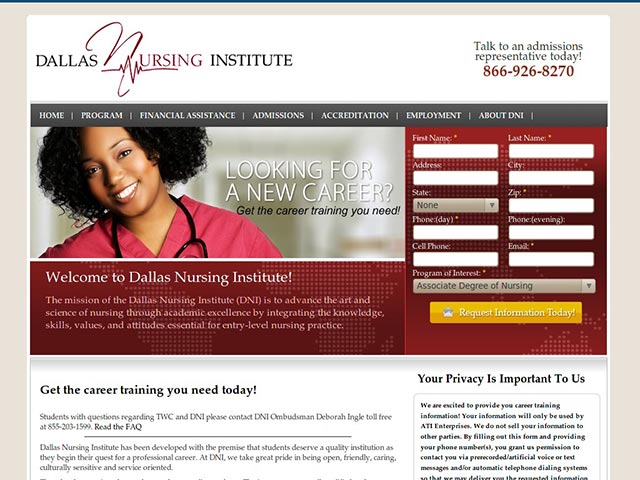 DALLAS NURSING INSTITUTE
Talk to an admissions
representative today!
866-926-8270
HOME | PROGRAM | FINANCIAL ASSISTANCE | ADMISSIONS | ACCREDITATION | EMPLOYMENT | ABOUT DNI |
LOOKING FOR
A NEW CAREER?
Get the career training you need!
First Name: * Last Name: *
Address: City:
State: Zip: *
None
Phone:(day) * Phone:(evening):
Cell Phone: Email: *
Program of Interest: *
Associate Degree of Nursing
Request Information Today!
Welcome to Dallas Nursing Institute!
The mission of the Dallas Nursing Institute (DNI) is to advance the art and
science of nursing through academic excellence by integrating the knowledge,
skills, values, and attitudes essential for entry-level nursing practice.
Get the career training you need today!
Students with questions regarding TWC and DNI please contact DNI Ombudsman Deborah Ingle toll free
at 855-203-1599. Read the FAQ
Dallas Nursing Institute has been developed with the premise that students deserve a quality institution as
they begin their quest for a professional career. At DNI, we take great pride in being open, friendly, caring,
culturally sensitive and service oriented.
Your Privacy Is Important To Us
We are excited to provide you career training
information! Your information will only be used by
ATI Enterprises. We do not sell your information to
other parties. By filling out this form and providing
your phone number(s), you grant us permission to
contact you via prerecorded/artificial voice or text
messages and/or automatic telephone dialing systems
so that we may deliver you the information you